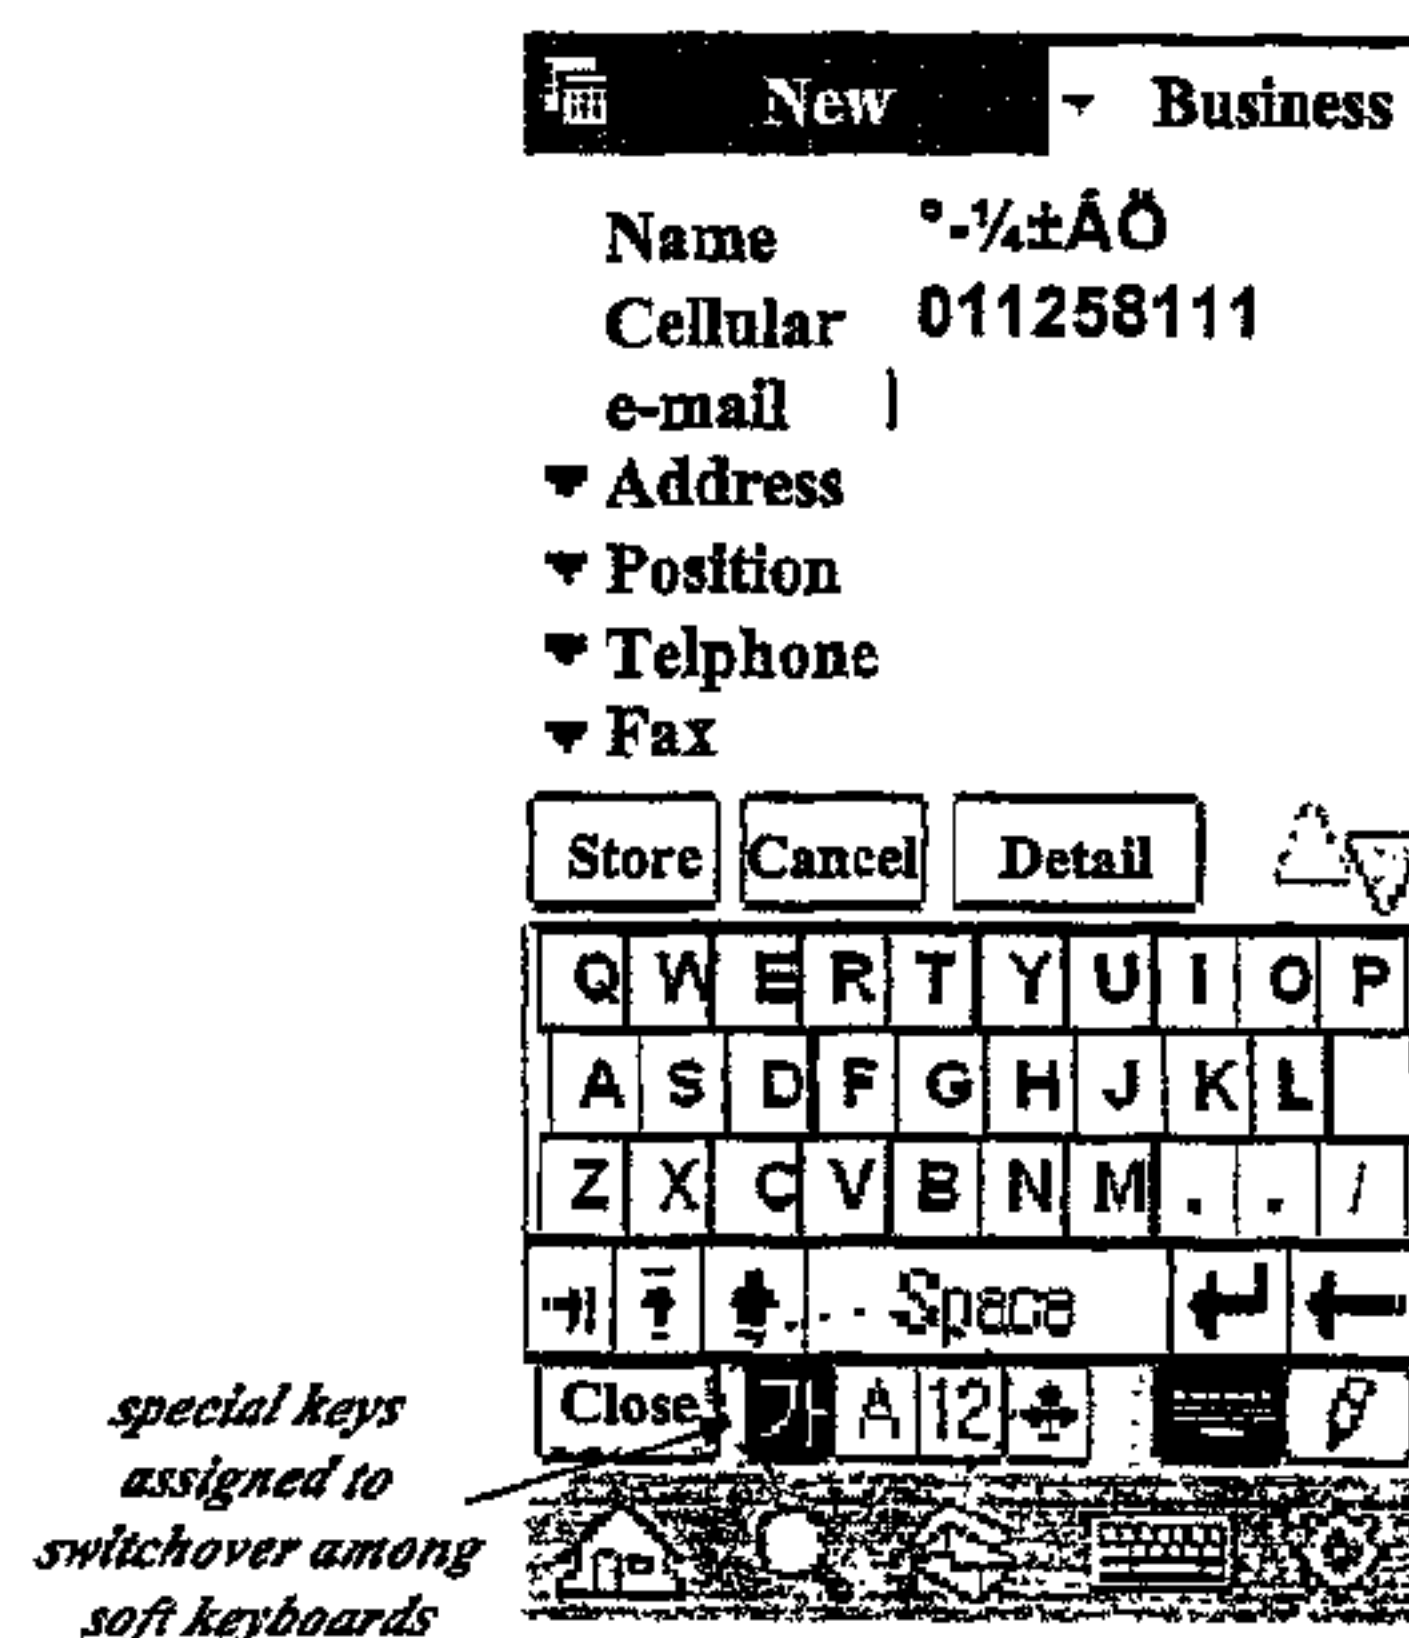 New Business
Name °-¼±ÁÖ
Cellular 011258111
e-mail
Address
Position
Telphone
Fax
Store Cancel Detail
Q W E R T Y U I O P
A S D F G H J K L
Z X C V B N M . . /
Space
Close 가 A 12
special keys
assigned to
switchover among
soft keyboards